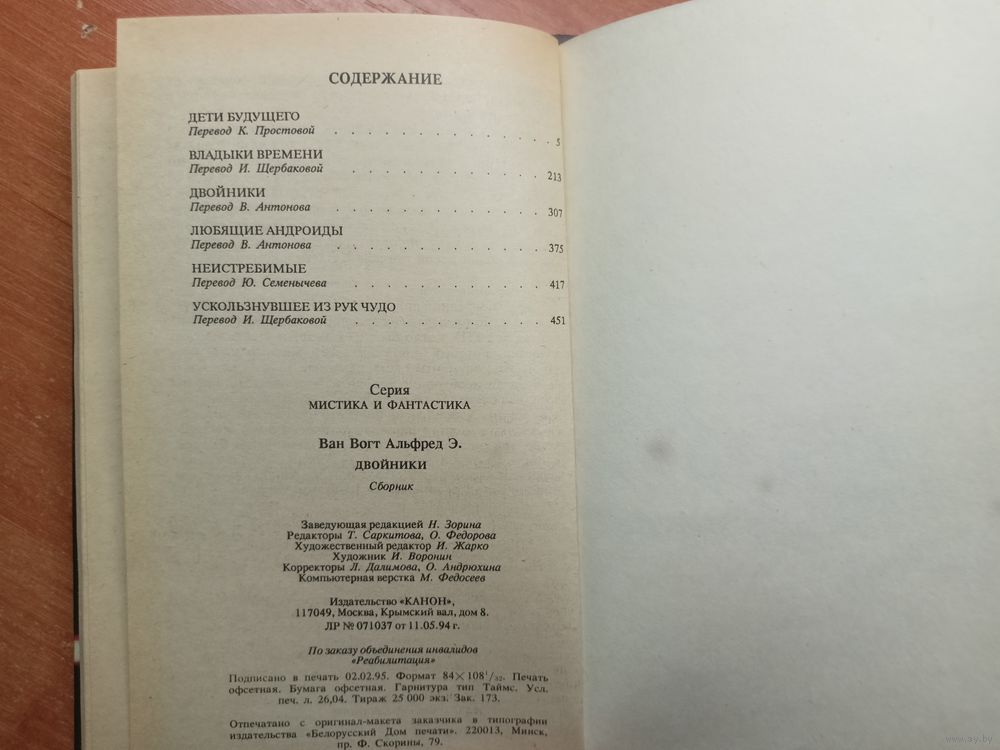 СОДЕРЖАНИЕ
ДЕТИ БУДУЩЕГО
Перевод К. Простовой . . . . . . . . . . . . . . 5
ВЛАДЫКИ ВРЕМЕНИ
Перевод И. Щербаковой . . . . . . . . . . . . 213
ДВОЙНИКИ
Перевод В. Антонова . . . . . . . . . . . . . 307
ЛЮБЯЩИЕ АНДРОИДЫ
Перевод В. Антонова . . . . . . . . . . . . . 375
НЕИСТРЕБИМЫЕ
Перевод Ю. Семенычева . . . . . . . . . . . . 417
УСКОЛЬЗНУВШЕЕ ИЗ РУК ЧУДО
Перевод И. Щербаковой . . . . . . . . . . . 451
Серия
МИСТИКА И ФАНТАСТИКА
Ван Вогт Альфред Э.
ДВОЙНИКИ
Сборник
Заведующая редакцией Н. Зорина
Редакторы Т. Саркитова, О. Федорова
Художественный редактор И. Жарко
Художник И. Воронин
Корректоры Л. Далимова, О. Андрюхина
Компьютерная верстка М. Федосеев
Издательство «КАНОН»,
117049, Москва, Крымский вал, дом 8.
ЛР № 071037 от 11.05.94 г.
По заказу объединения инвалидов
«Реабилитация»
Подписано в печать 02.02.95. Формат 84×108 1/32. Печать
офсетная. Бумага офсетная. Гарнитура тип Таймс. Усл.
печ. л. 26,04. Тираж 25 000 экз. Зак. 173.
Отпечатано с оригинал-макета заказчика в типографии
издательства «Белорусский Дом печати». 220013, Минск,
пр. Ф. Скорины, 79.
www.ay.by